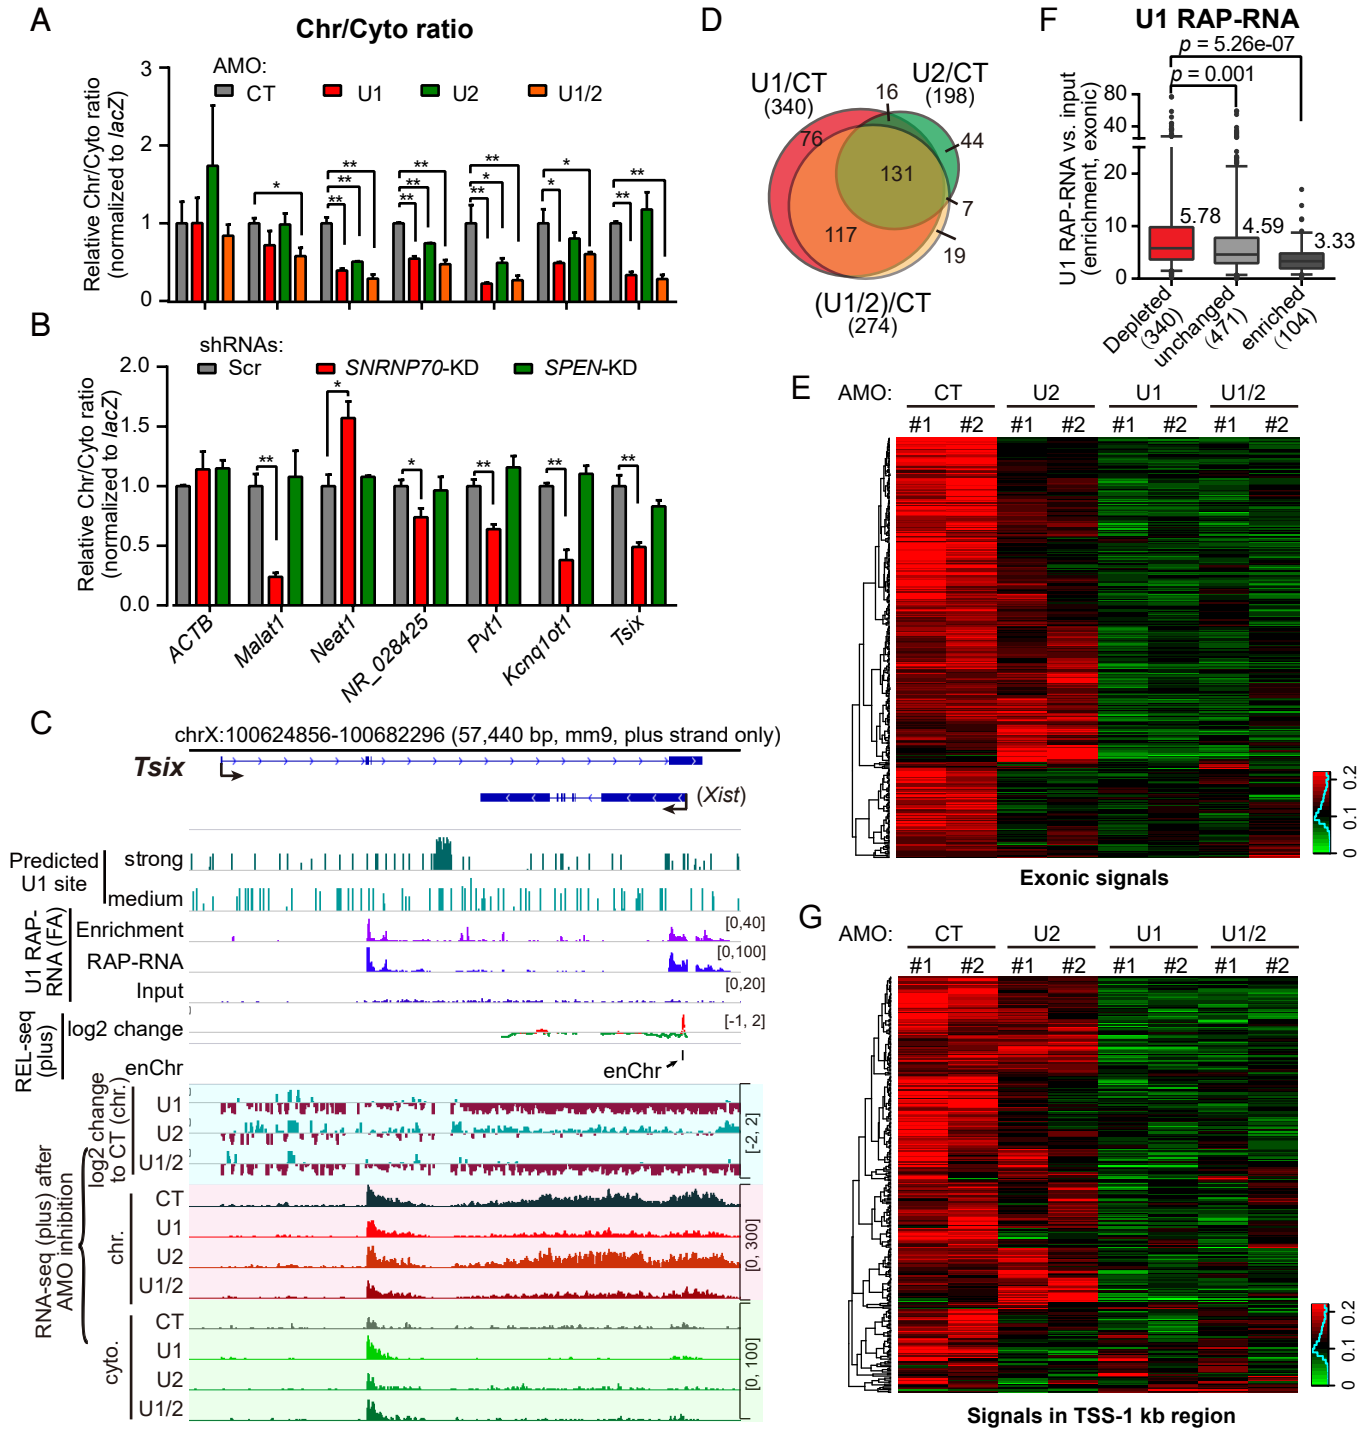 A
Chr/Cyto ratio
AMO:
CT
U1
U2
U1/2
Relative Chr/Cyto ratio
(normalized to lacZ)
3
2
1
0
*
**
**
**
**
**
**
**
*
**
*
*
**
**
B
shRNAs:
Scr
SNRNP70-KD
SPEN-KD
Relative Chr/Cyto ratio
(normalized to lacZ)
2.0
1.5
1.0
0.5
0.0
**
*
*
**
**
**
ACTB
Malat1
Neat1
NR_028425
Pvt1
Kcnq1ot1
Tsix
C
chrX:100624856-100682296 (57,440 bp, mm9, plus strand only)
Tsix
(Xist)
Predicted
U1 site
strong
medium
U1 RAP-
RNA (FA)
Enrichment
[0,40]
RAP-RNA
[0,100]
Input
[0,20]
REL-seq
(plus)
log2 change
[-1, 2]
enChr
enChr
RNA-seq (plus) after
AMO inhibition
log2 change
to CT (chr.)
U1
U2
U1/2
[-2, 2]
chr.
CT
U1
U2
U1/2
[0, 300]
cyto.
CT
U1
U2
U1/2
[0, 100]
D
U1/CT
(340)
U2/CT
(198)
16
76
44
131
7
117
19
(U1/2)/CT
(274)
F
U1 RAP-RNA
p = 5.26e-07
p = 0.001
U1 RAP-RNA vs. input
(enrichment, exonic)
80
40
20
10
0
5.78
4.59
3.33
Depleted
(340)
unchanged
(471)
enriched
(104)
E
AMO:
CT
U2
U1
U1/2
#1
#2
#1
#2
#1
#2
#1
#2
0.2
0.1
0
Exonic signals
G
AMO:
CT
U2
U1
U1/2
#1
#2
#1
#2
#1
#2
#1
#2
0.2
0.1
0
Signals in TSS-1 kb region